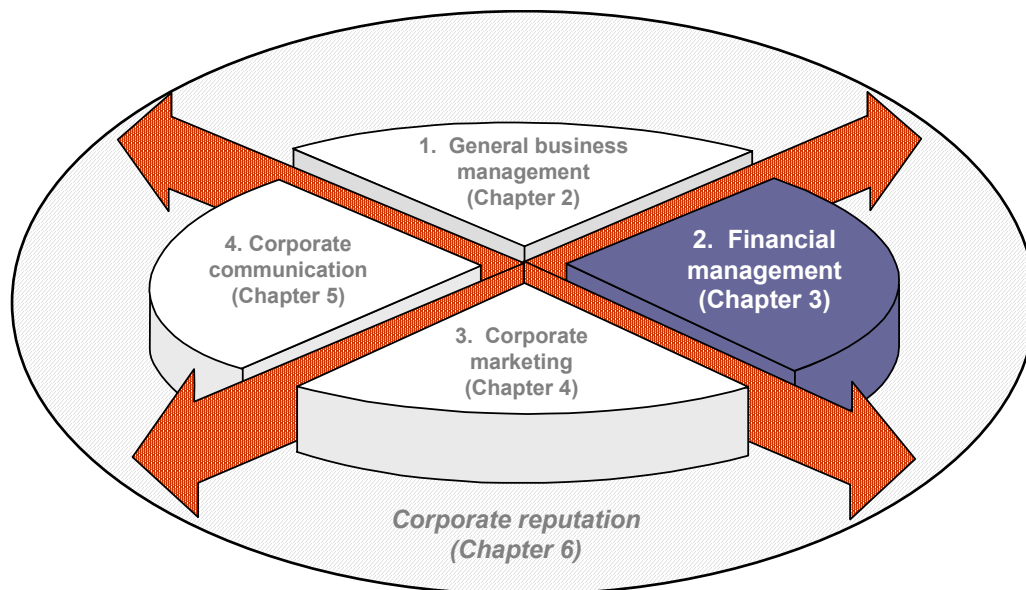 1. General business
management
(Chapter 2)
2. Financial
management
(Chapter 3)
3. Corporate
marketing
(Chapter 4)
4. Corporate
communication
(Chapter 5)
Corporate reputation
(Chapter 6)